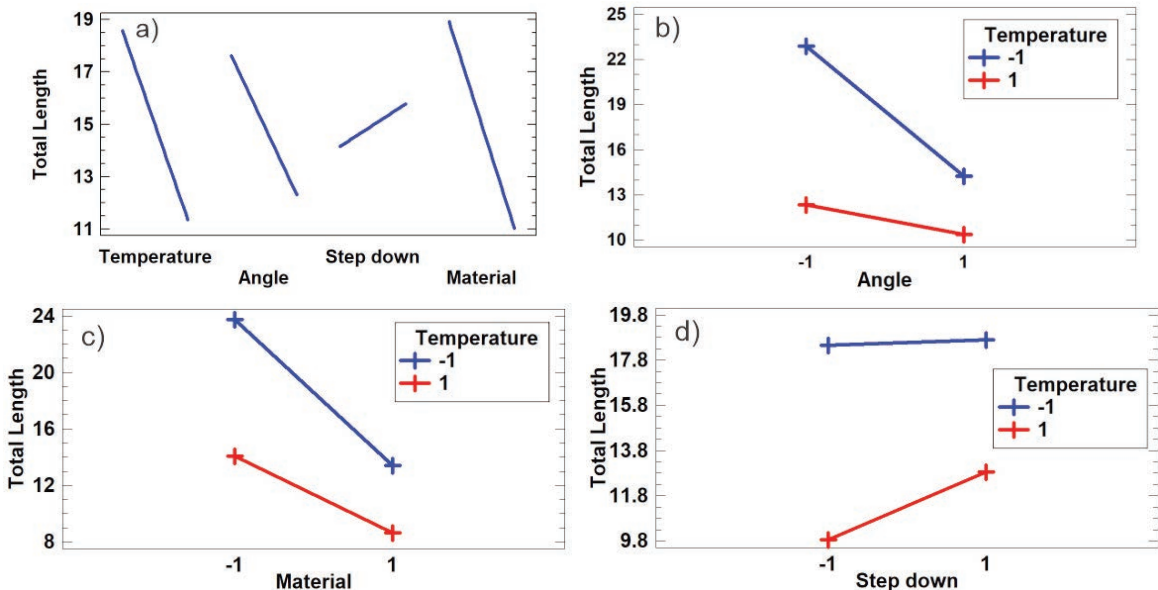 a)
Total Length
19
17
15
13
11
Temperature
Angle
Step down
Material
b)
Total Length
25
22
19
16
13
10
Temperature
-1
1
-1 1
Angle
c)
Total Length
24
20
16
12
8
Temperature
-1
1
-1 1
Material
d)
Total Length
19.8
17.8
15.8
13.8
11.8
9.8
Temperature
-1
1
-1 1
Step down